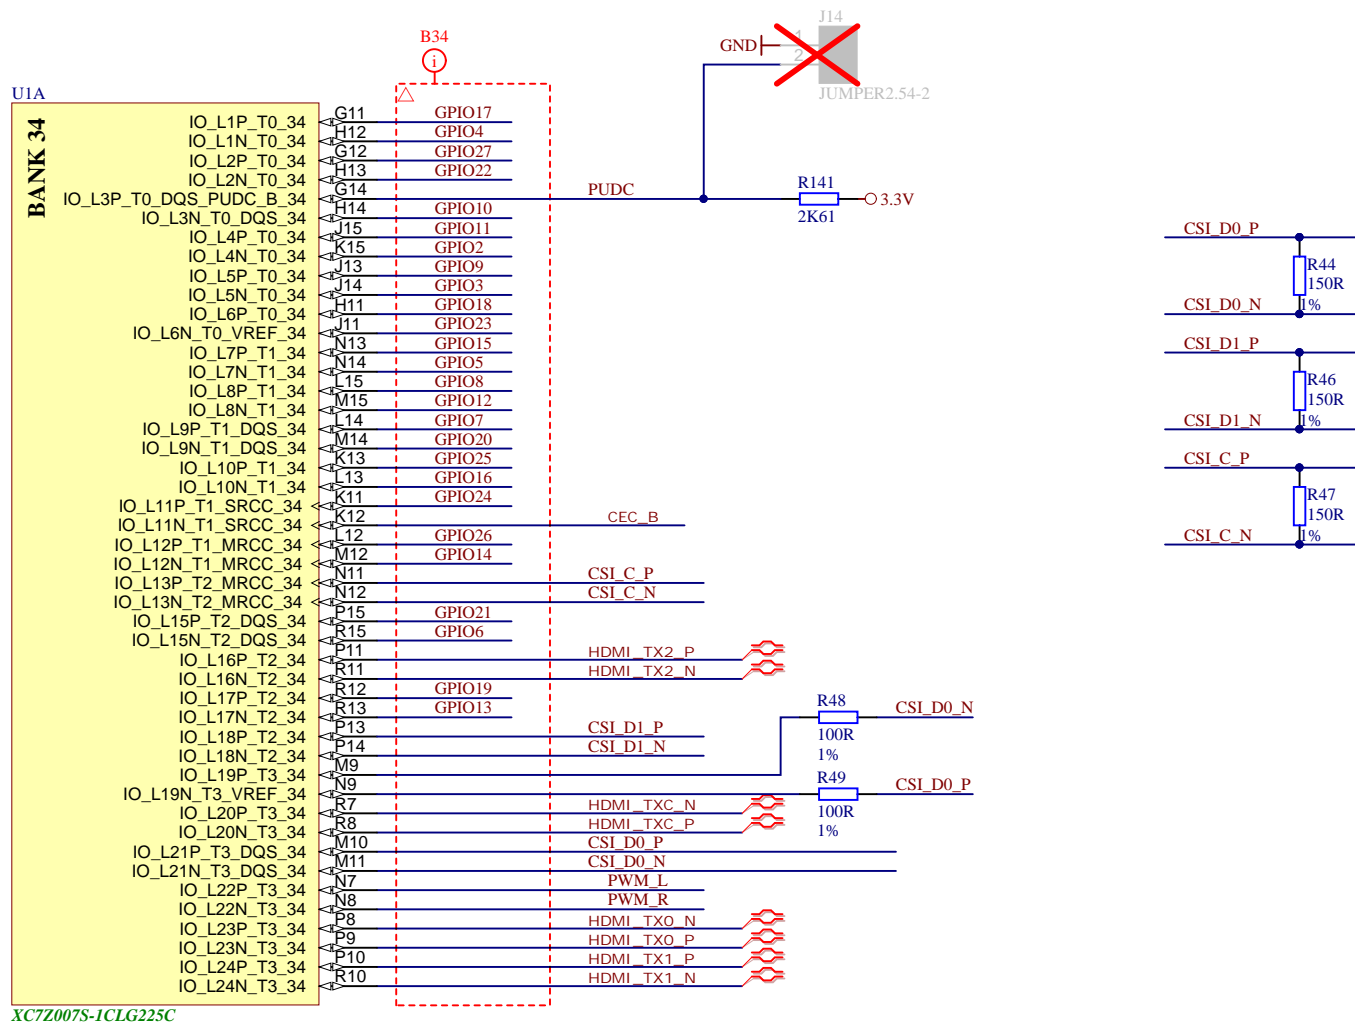 J14
B34
i
GND
1
2
JUMPER2.54-2
U1A
BANK 34
IO_L1P_T0_34 G11 GPIO17
IO_L1N_T0_34 H12 GPIO4
IO_L2P_T0_34 G12 GPIO27
IO_L2N_T0_34 H13 GPIO22
IO_L3P_T0_DQS_PUDC_B_34 G14 PUDC R141 2K61 3.3V
IO_L3N_T0_DQS_34 H14 GPIO10
IO_L4P_T0_34 J15 GPIO11
IO_L4N_T0_34 K15 GPIO2
IO_L5P_T0_34 J13 GPIO9
IO_L5N_T0_34 J14 GPIO3
IO_L6P_T0_34 H11 GPIO18
IO_L6N_T0_VREF_34 J11 GPIO23
IO_L7P_T1_34 N13 GPIO15
IO_L7N_T1_34 N14 GPIO5
IO_L8P_T1_34 L15 GPIO8
IO_L8N_T1_34 M15 GPIO12
IO_L9P_T1_DQS_34 L14 GPIO7
IO_L9N_T1_DQS_34 M14 GPIO20
IO_L10P_T1_34 K13 GPIO25
IO_L10N_T1_34 L13 GPIO16
IO_L11P_T1_SRCC_34 K11 GPIO24
IO_L11N_T1_SRCC_34 K12 CEC_B
IO_L12P_T1_MRCC_34 L12 GPIO26
IO_L12N_T1_MRCC_34 M12 GPIO14
IO_L13P_T2_MRCC_34 N11 CSI_C_P
IO_L13N_T2_MRCC_34 N12 CSI_C_N
IO_L15P_T2_DQS_34 P15 GPIO21
IO_L15N_T2_DQS_34 R15 GPIO6
IO_L16P_T2_34 P11 HDMI_TX2_P
IO_L16N_T2_34 R11 HDMI_TX2_N
IO_L17P_T2_34 R12 GPIO19
IO_L17N_T2_34 R13 GPIO13
IO_L18P_T2_34 P13 CSI_D1_P
IO_L18N_T2_34 P14 CSI_D1_N
IO_L19P_T3_34 M9
R48 CSI_D0_N
100R
1%
IO_L19N_T3_VREF_34 N9
R49 CSI_D0_P
100R
1%
IO_L20P_T3_34 R7 HDMI_TXC_N
IO_L20N_T3_34 R8 HDMI_TXC_P
IO_L21P_T3_DQS_34 M10 CSI_D0_P
IO_L21N_T3_DQS_34 M11 CSI_D0_N
IO_L22P_T3_34 N7 PWM_L
IO_L22N_T3_34 N8 PWM_R
IO_L23P_T3_34 P8 HDMI_TX0_N
IO_L23N_T3_34 P9 HDMI_TX0_P
IO_L24P_T3_34 P10 HDMI_TX1_P
IO_L24N_T3_34 R10 HDMI_TX1_N
XC7Z007S-1CLG225C
CSI_D0_P
R44
150R
CSI_D0_N 1%
CSI_D1_P
R46
150R
CSI_D1_N 1%
CSI_C_P
R47
150R
CSI_C_N 1%